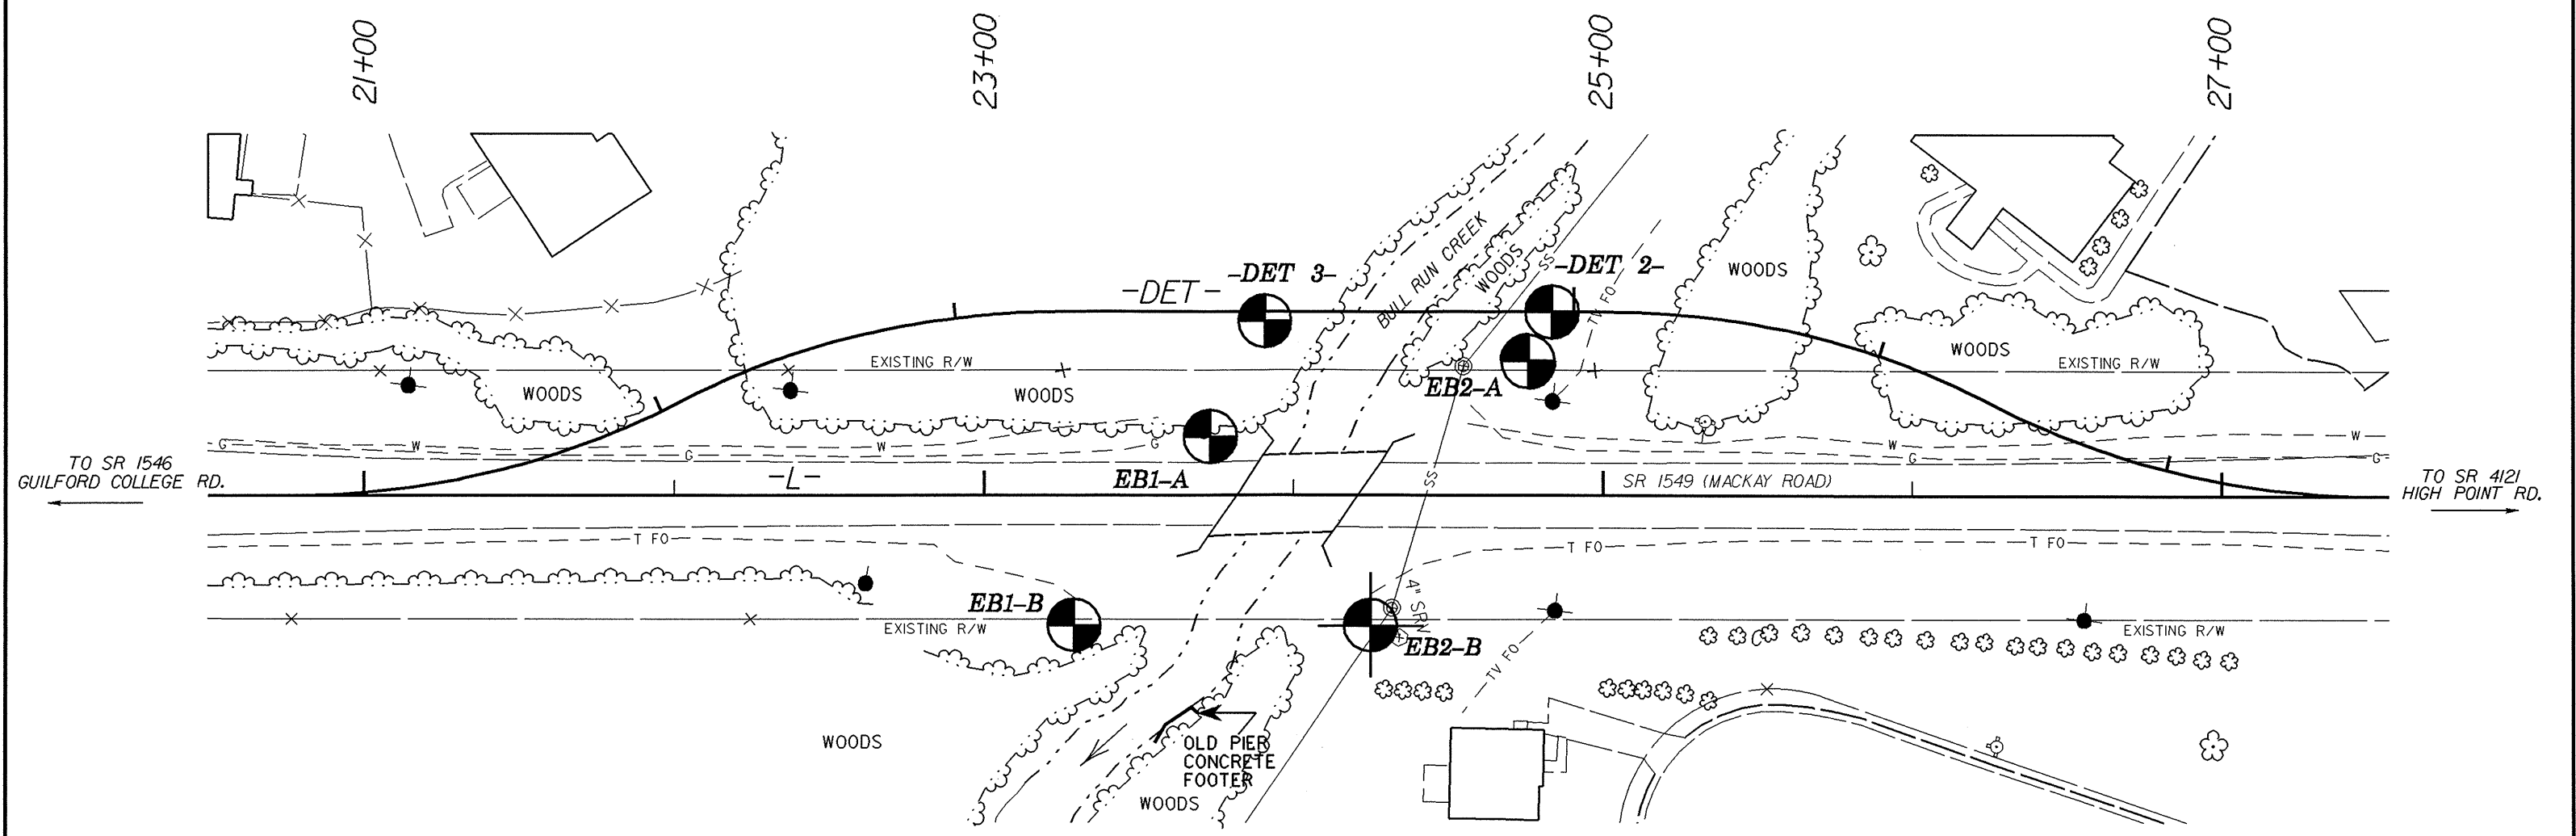 21+00
23+00
25+00
27+00
-DET-
-DET 3-
BULL RUN CREEK
WOODS
SS
-DET 2-
TV FO
WOODS
EXISTING R/W
WOODS
WOODS
EB2-A
WOODS
EXISTING R/W
G
W
G
W
G
W
G
W
G
TO SR 1546
GUILFORD COLLEGE RD.
-L-
EB1-A
SS
SR 1549 (MACKAY ROAD)
TO SR 4121
HIGH POINT RD.
T FO
T FO
T FO
EB1-B
EXISTING R/W
4" SRW
EB2-B
TV FO
EXISTING R/W
WOODS
OLD PIER
CONCRETE
FOOTER
WOODS